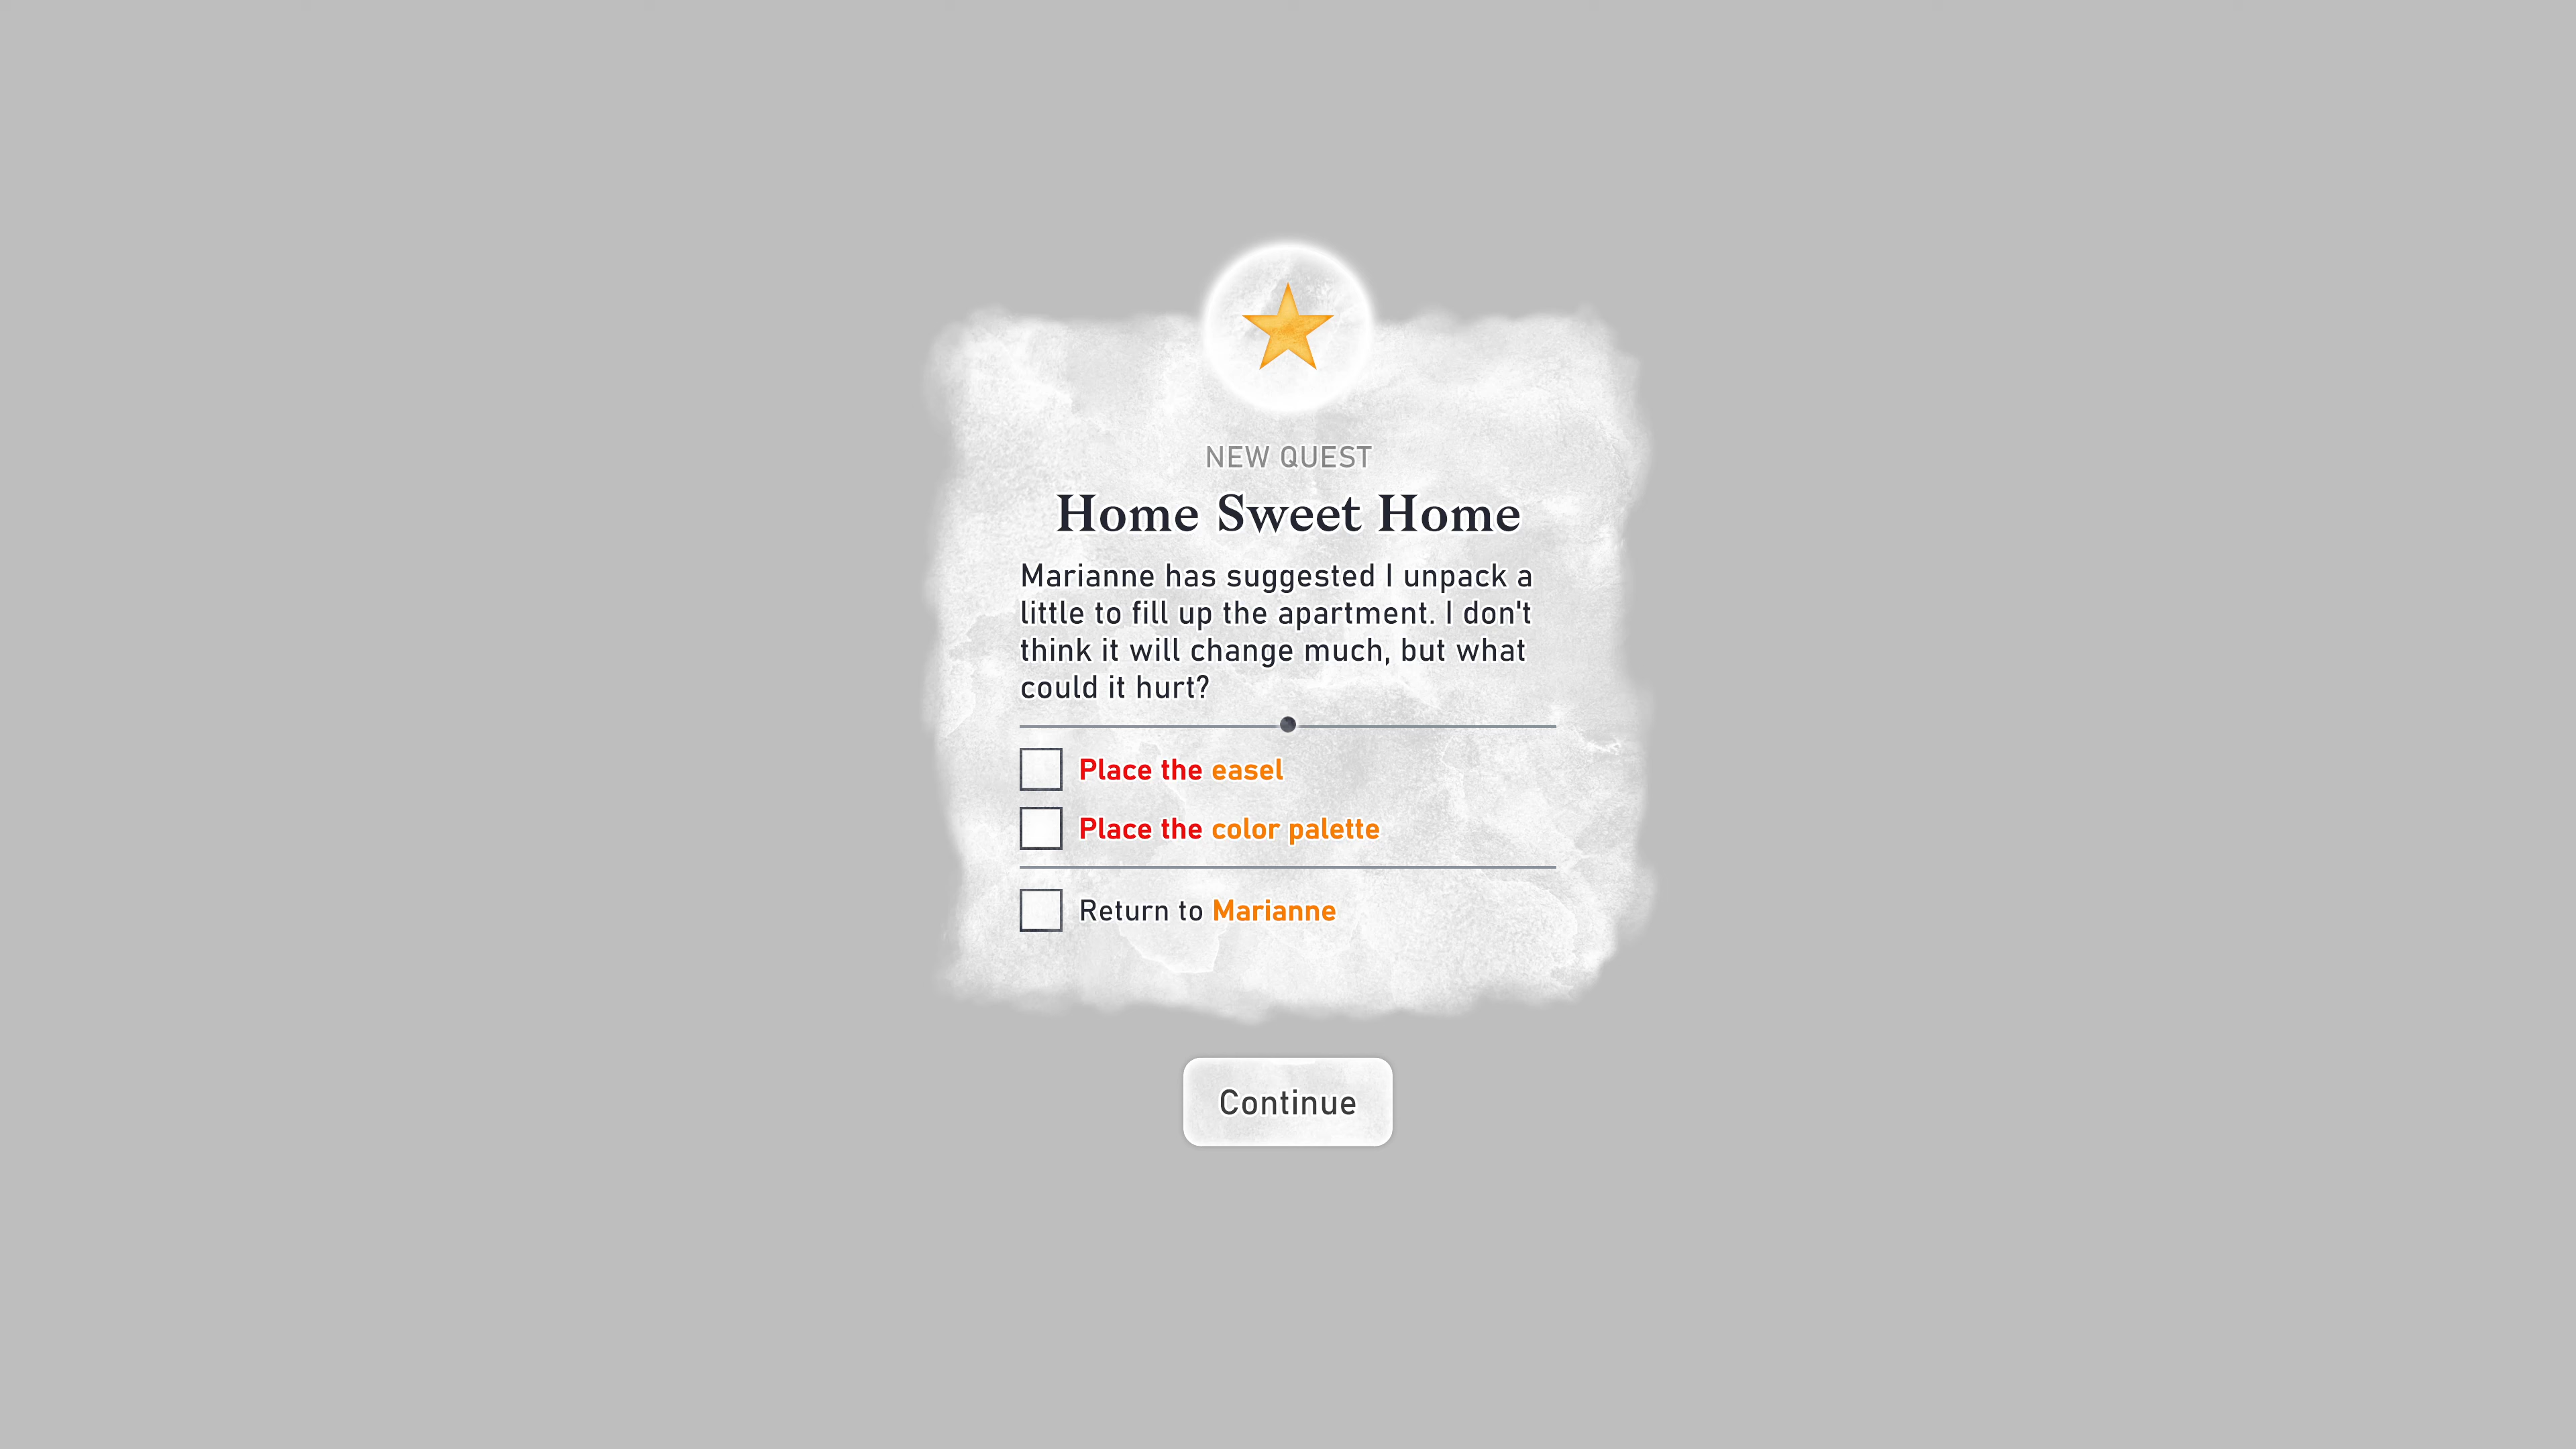 NEW QUEST
Home Sweet Home
Marianne has suggested I unpack a
little to fill up the apartment. I don't
think it will change much, but what
could it hurt?
Place the easel
Place the color palette
Return to Marianne
Continue